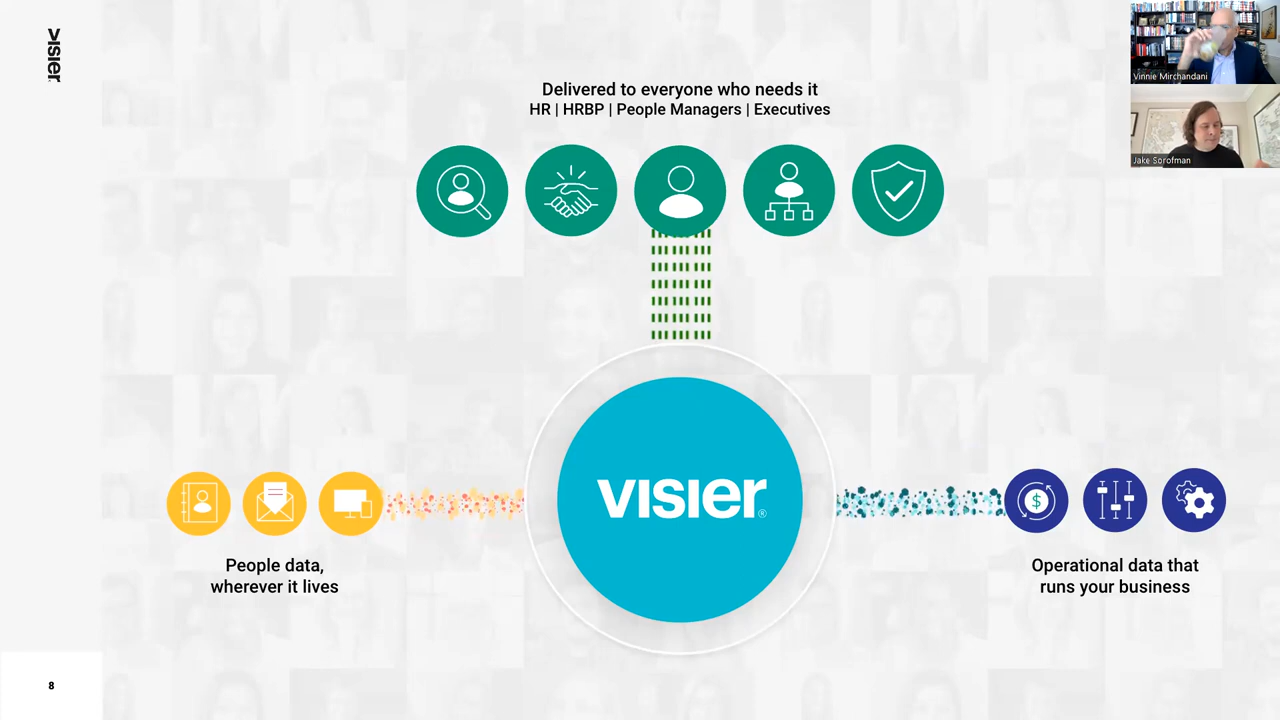 VISIER
Delivered to everyone who needs it
HR | HRBP | People Managers | Executives
Vinnie Mirchandani
Jake Sorofman
$
VISIER®
People data,
wherever it lives
Operational data that
runs your business
8